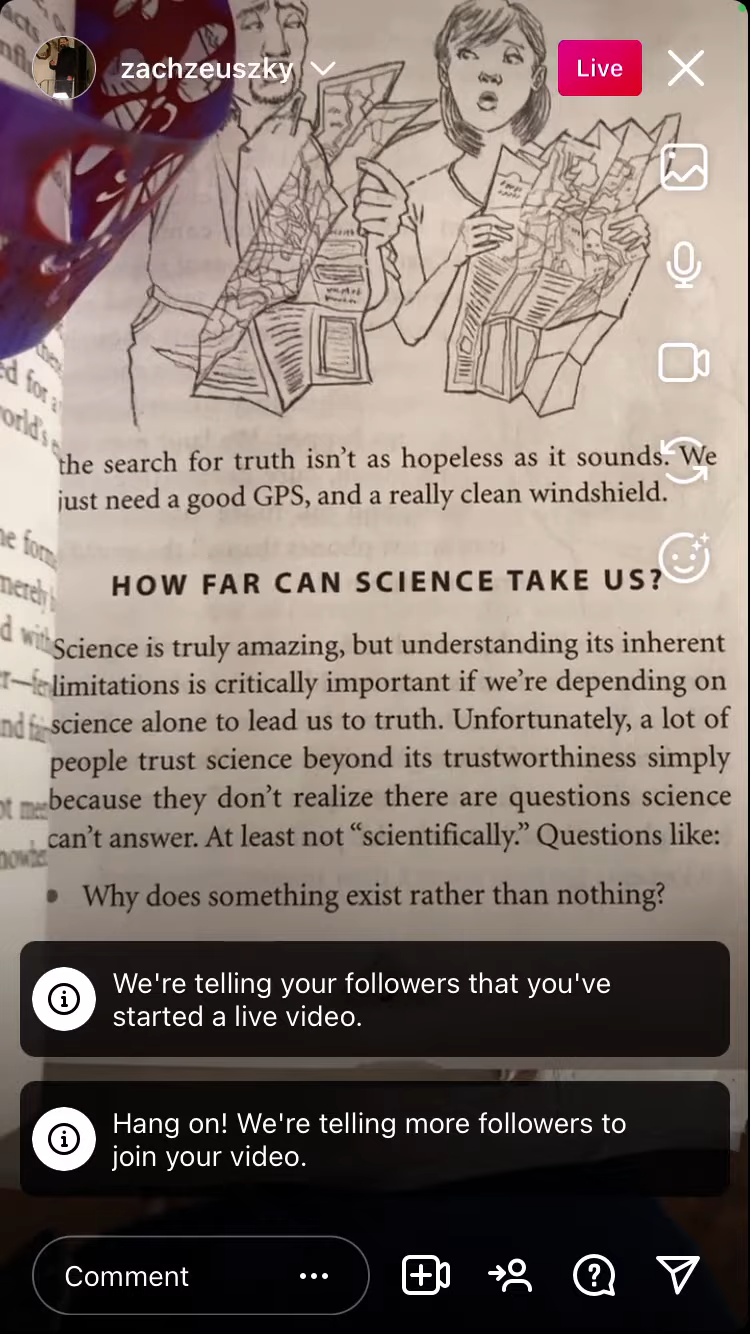 zachzeuszky
Live
the search for truth isn't as hopeless as it sounds. We
just need a good GPS, and a really clean windshield.
HOW FAR CAN SCIENCE TAKE US?
Science is truly amazing, but understanding its inherent
limitations is critically important if we're depending on
science alone to lead us to truth. Unfortunately, a lot of
people trust science beyond its trustworthiness simply
because they don't realize there are questions science
can't answer. At least not “scientifically.” Questions like:
• Why does something exist rather than nothing?
We're telling your followers that you've
started a live video.
Hang on! We're telling more followers to
join your video.
Comment